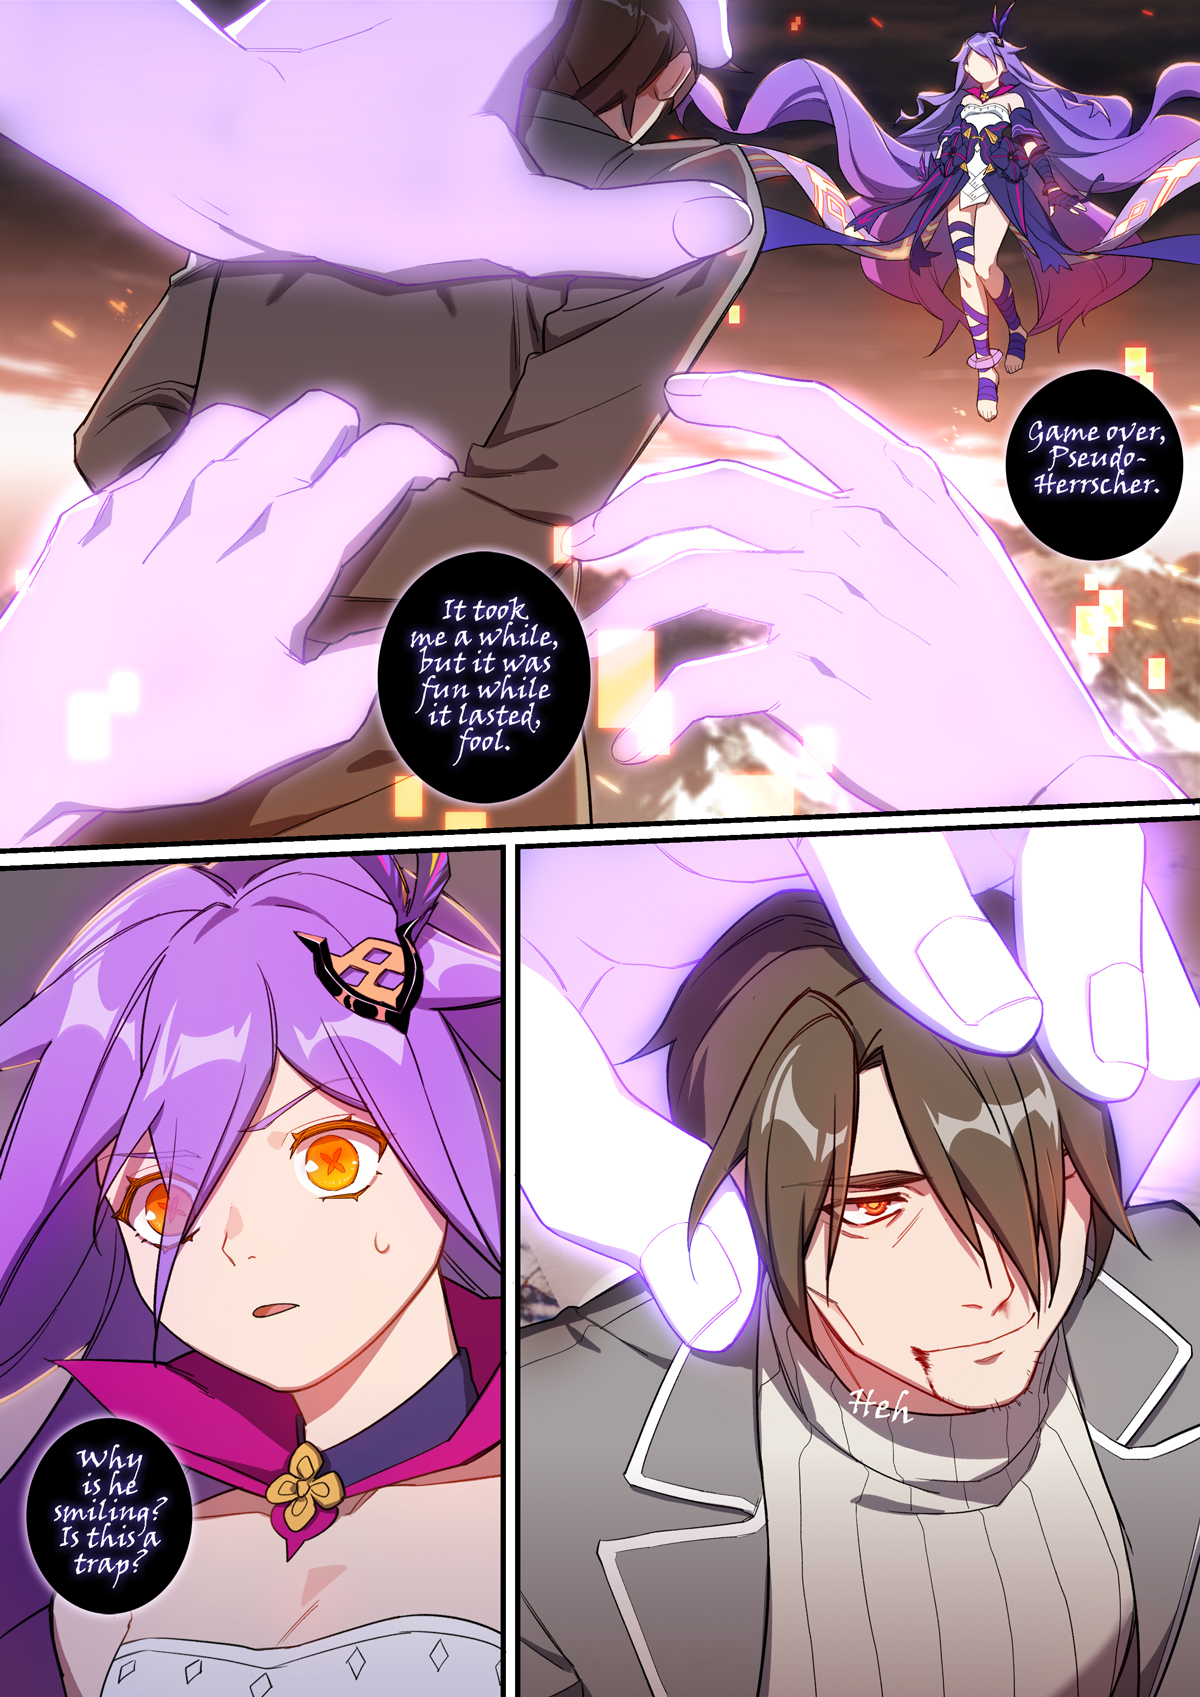 Game over,
Pseudo-
Herrscher.
It took
me a while,
but it was
fun while
it lasted,
fool.
Why
is he
smiling?
Is this a
trap?
Heh